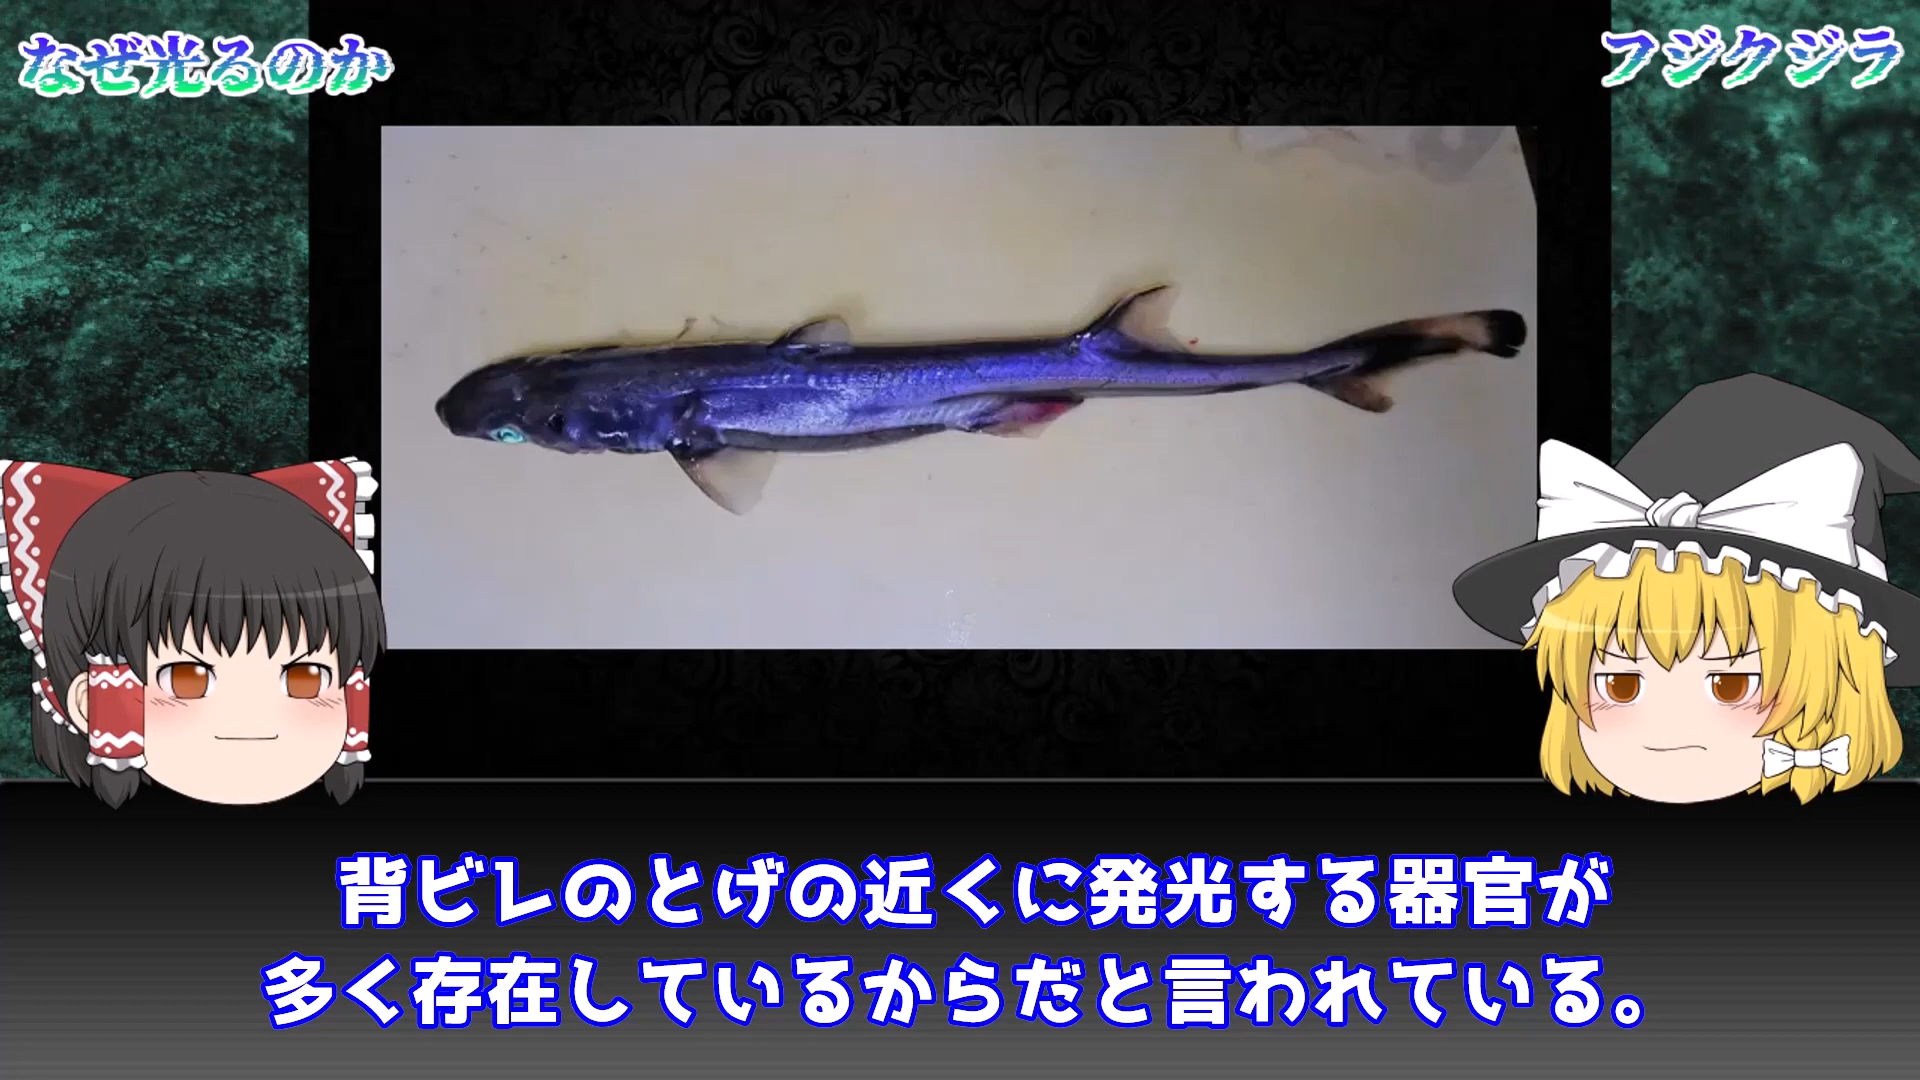 なぜ光るのか
フジクジラ
背ビレのとげの近くに発光する器官が
多く存在しているからだと言われている。